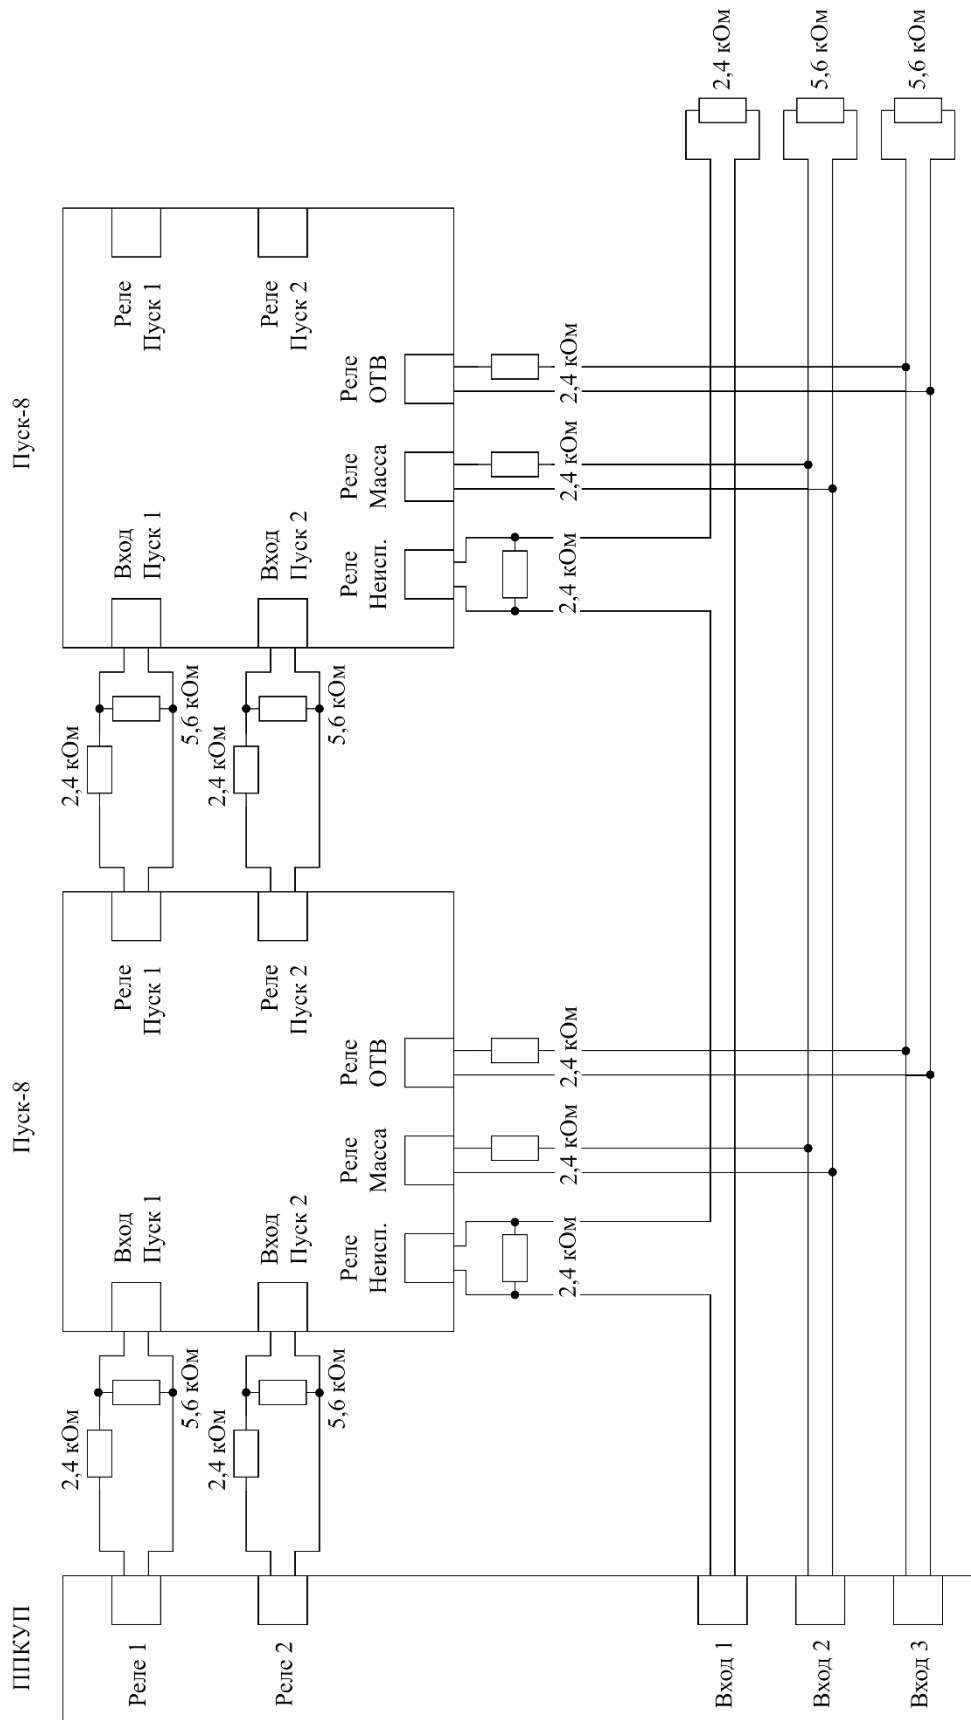 ППКУП
Пуск-8
Пуск-8
2,4 кОм
2,4 кОм
Реле 1
Вход
Пуск 1
Реле
Пуск 1
Вход
Пуск 1
Реле
Пуск 1
5,6 кОм
5,6 кОм
2,4 кОм
2,4 кОм
Реле 2
Вход
Пуск 2
Реле
Пуск 2
Вход
Пуск 2
Реле
Пуск 2
5,6 кОм
5,6 кОм
Реле
Неисп.
Реле
Масса
Реле
ОТВ
Реле
Неисп.
Реле
Масса
Реле
ОТВ
2,4 кОм
2,4 кОм
2,4 кОм
2,4 кОм
2,4 кОм
2,4 кОм
Вход 1
2,4 кОм
Вход 2
5,6 кОм
Вход 3
5,6 кОм